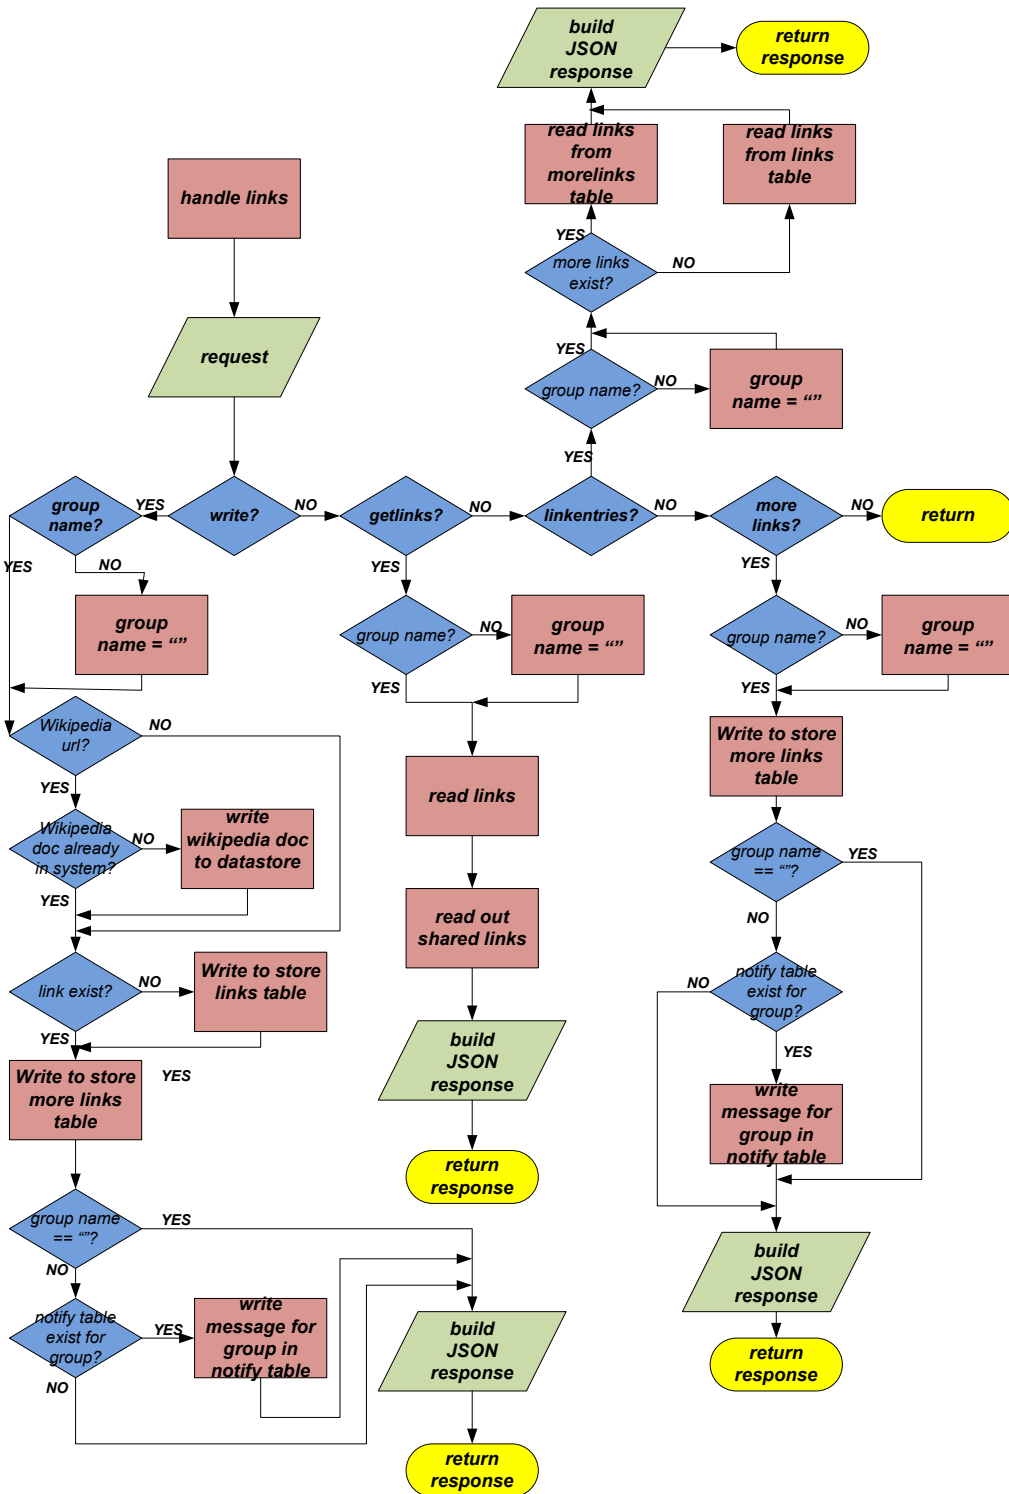 build
JSON
response
return
response
read links
from
morelinks
table
read links
from links
table
handle links
YES
more links
exist?
NO
request
YES
group name?
NO
group
name = “”
YES
group
name?
YES
write?
NO
getlinks?
NO
linkentries?
NO
more
links?
NO
return
YES
NO
group
name = “”
YES
group name?
NO
group
name = “”
YES
YES
group name?
NO
group
name = “”
YES
Wikipedia
url?
NO
YES
Write to store
more links
table
read links
Wikipedia
doc already
in system?
NO
write
wikipedia doc
to datastore
YES
group name
== “”?
YES
NO
read out
shared links
link exist?
NO
Write to store
links table
YES
notify table
exist for
group?
NO
YES
Write to store
more links
table
YES
build
JSON
response
write
message for
group in
notify table
return
response
group name
== “”?
YES
NO
build
JSON
response
notify table
exist for
group?
YES
write
message for
group in
notify table
NO
build
JSON
response
return
response
return
response